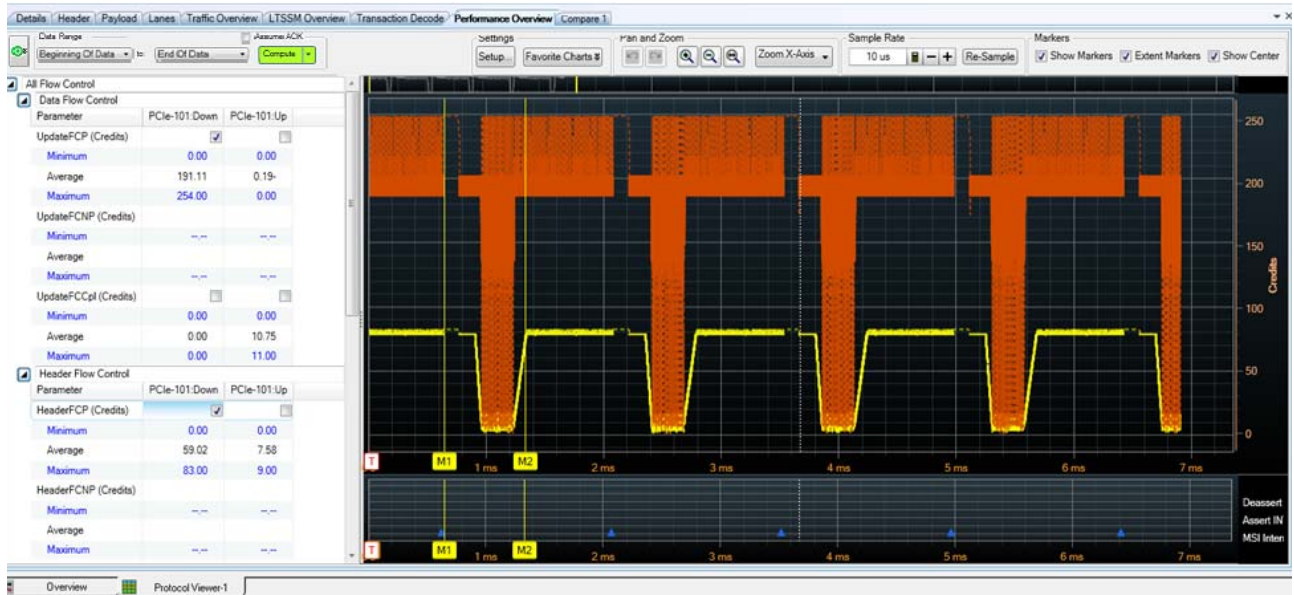 Details Header Payload Lanes Traffic Overview LTSSM Overview Transaction Decode Performance Overview Compare 1
Data Range Assume ACK Settings Pan and Zoom Sample Rate Markers
Beginning Of Data to End Of Data Compute Setup... Favorite Charts Zoom X-Axis 10 us Re-Sample Show Markers Extent Markers Show Center
All Flow Control
Data Flow Control
Parameter PCIe-101:Down PCIe-101:Up
UpdateFCP (Credits)
Minimum 0.00 0.00
Average 191.11 0.19-
Maximum 254.00 0.00
UpdateFCNP (Credits)
Minimum --.-- --.--
Average
Maximum --.-- --.--
UpdateFCCpl (Credits)
Minimum 0.00 0.00
Average 0.00 10.75
Maximum 0.00 11.00
Header Flow Control
Parameter PCIe-101:Down PCIe-101:Up
HeaderFCP (Credits)
Minimum 0.00 0.00
Average 59.02 7.58
Maximum 83.00 9.00
HeaderFCNP (Credits)
Minimum --.-- --.--
Average
Maximum --.-- --.--
250
200
150
100
50
0
Credits
T M1 1 ms M2 2 ms 3 ms 4 ms 5 ms 6 ms 7 ms
Deassert
Assert IN
MSI Inten
T M1 1 ms M2 2 ms 3 ms 4 ms 5 ms 6 ms 7 ms
Overview Protocol Viewer-1